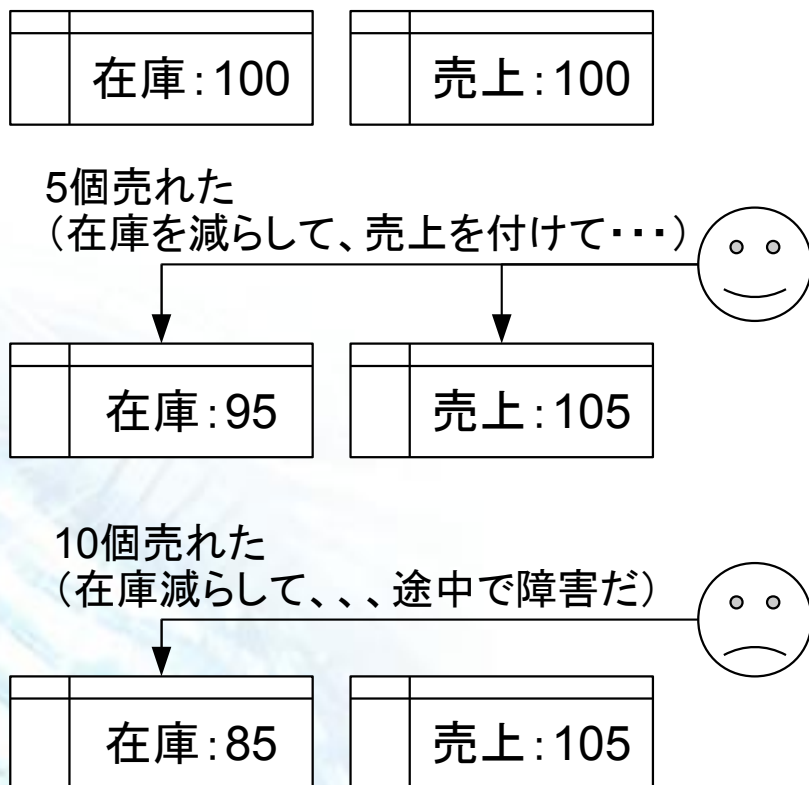 在庫:100
売上:100
5個売れた
(在庫を減らして、売上を付けて・・・)
在庫:95
売上:105
10個売れた
(在庫減らして、、、途中で障害だ)
在庫:85
売上:105